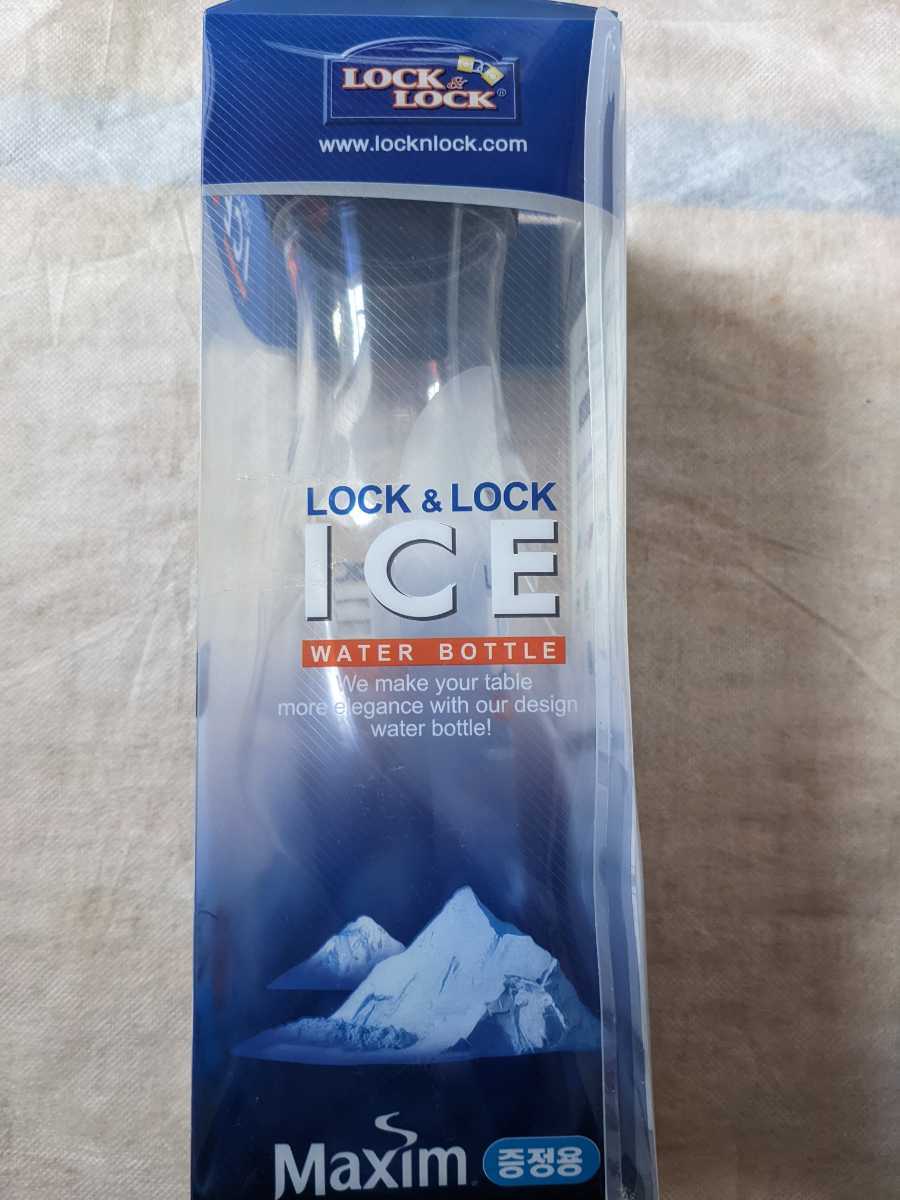 LOCK &
LOCK®
www.locknlock.com
LOCK & LOCK
ICE
WATER BOTTLE
We make your table
more elegance with our design
water bottle!
Maxim 증정용